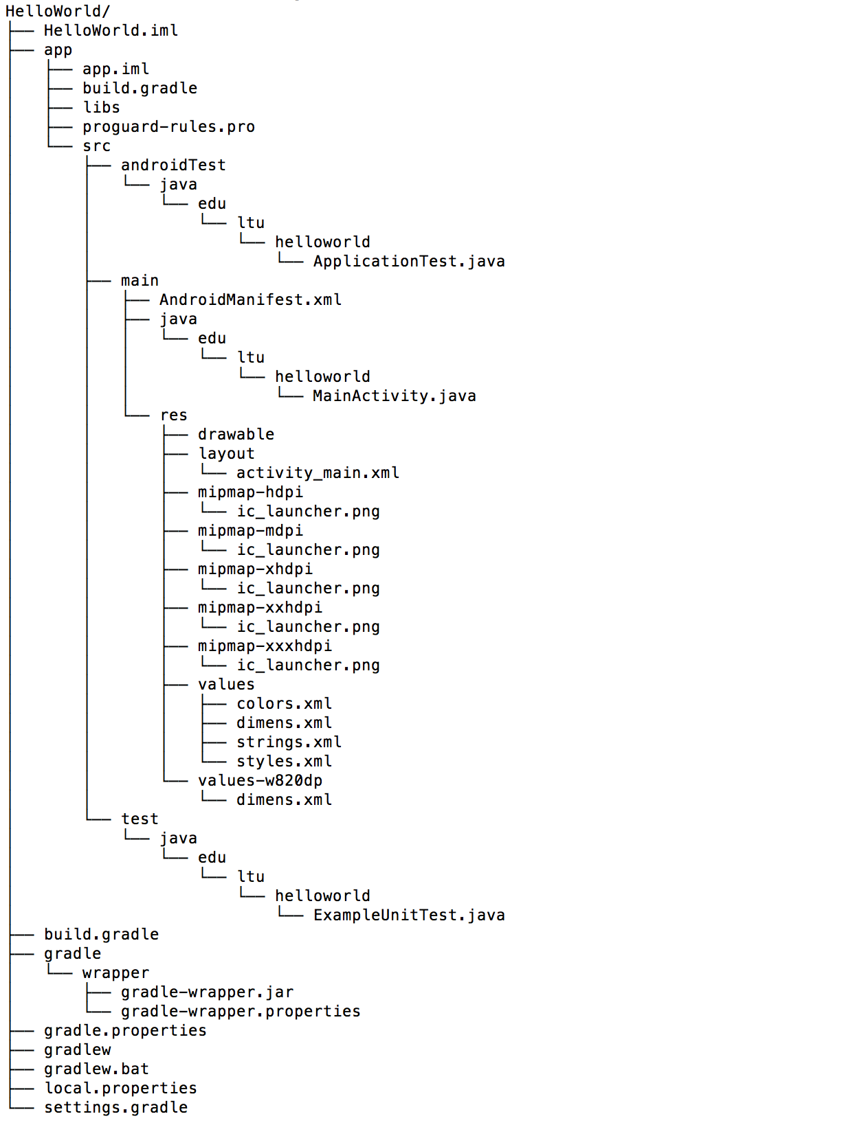 HelloWorld/
├── HelloWorld.iml
├── app
│   ├── app.iml
│   ├── build.gradle
│   ├── libs
│   ├── proguard-rules.pro
│   └── src
│       ├── androidTest
│       │   └── java
│       │       └── edu
│       │           └── ltu
│       │               └── helloworld
│       │                   └── ApplicationTest.java
│       ├── main
│       │   ├── AndroidManifest.xml
│       │   ├── java
│       │   │   └── edu
│       │   │       └── ltu
│       │   │           └── helloworld
│       │   │               └── MainActivity.java
│       │   └── res
│       │       ├── drawable
│       │       ├── layout
│       │       │   └── activity_main.xml
│       │       ├── mipmap-hdpi
│       │       │   └── ic_launcher.png
│       │       ├── mipmap-mdpi
│       │       │   └── ic_launcher.png
│       │       ├── mipmap-xhdpi
│       │       │   └── ic_launcher.png
│       │       ├── mipmap-xxhdpi
│       │       │   └── ic_launcher.png
│       │       ├── mipmap-xxxhdpi
│       │       │   └── ic_launcher.png
│       │       ├── values
│       │       │   ├── colors.xml
│       │       │   ├── dimens.xml
│       │       │   ├── strings.xml
│       │       │   └── styles.xml
│       │       └── values-w820dp
│       │           └── dimens.xml
│       └── test
│           └── java
│               └── edu
│                   └── ltu
│                       └── helloworld
│                           └── ExampleUnitTest.java
├── build.gradle
├── gradle
│   └── wrapper
│       ├── gradle-wrapper.jar
│       └── gradle-wrapper.properties
├── gradle.properties
├── gradlew
├── gradlew.bat
├── local.properties
└── settings.gradle